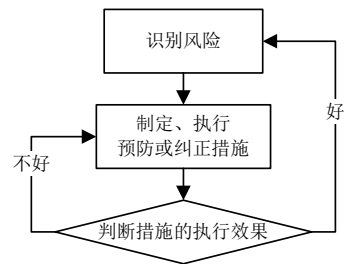 识别风险
制定、执行
预防或纠正措施
不好
好
判断措施的执行效果